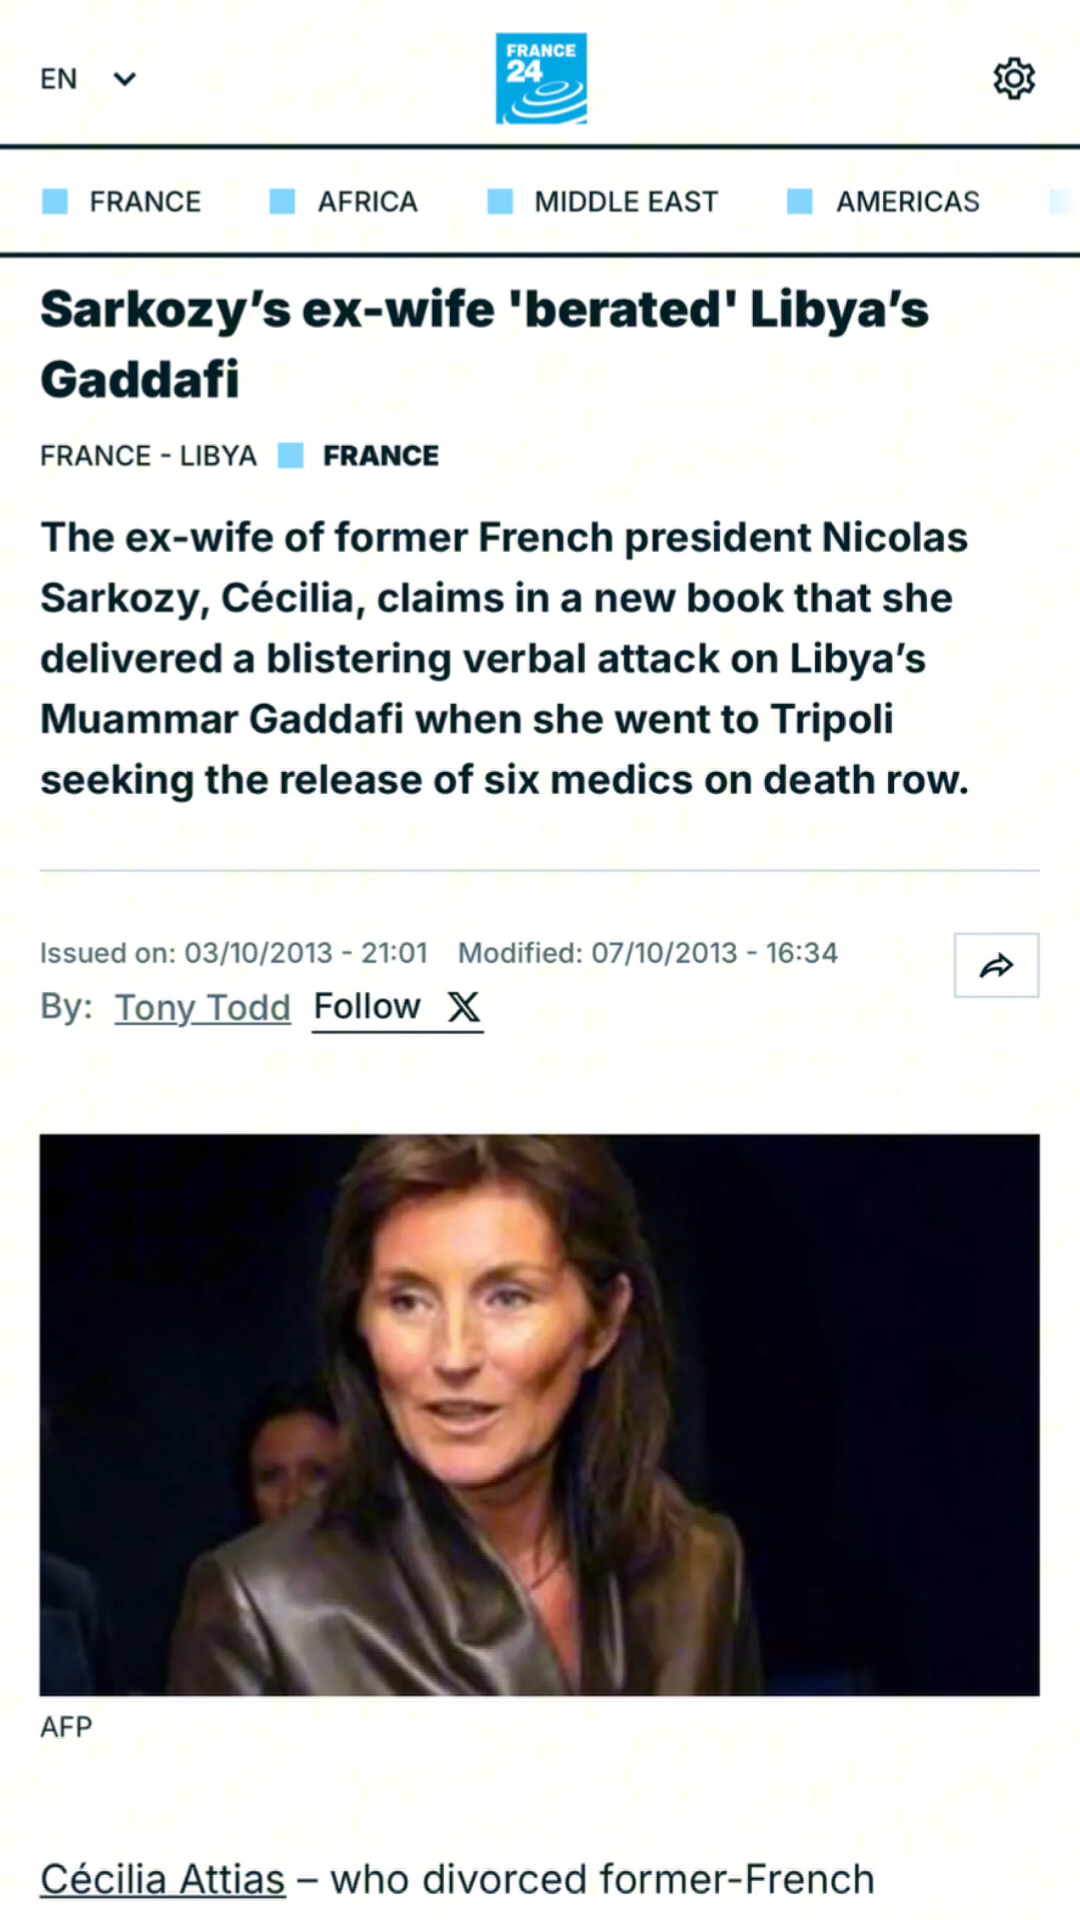 EN
FRANCE
24
FRANCE
AFRICA
MIDDLE EAST
AMERICAS
Sarkozy’s ex-wife 'berated' Libya’s
Gaddafi
FRANCE - LIBYA
FRANCE
The ex-wife of former French president Nicolas
Sarkozy, Cécilia, claims in a new book that she
delivered a blistering verbal attack on Libya’s
Muammar Gaddafi when she went to Tripoli
seeking the release of six medics on death row.
Issued on: 03/10/2013 - 21:01 Modified: 07/10/2013 - 16:34
By: Tony Todd Follow X
AFP
Cécilia Attias – who divorced former-French